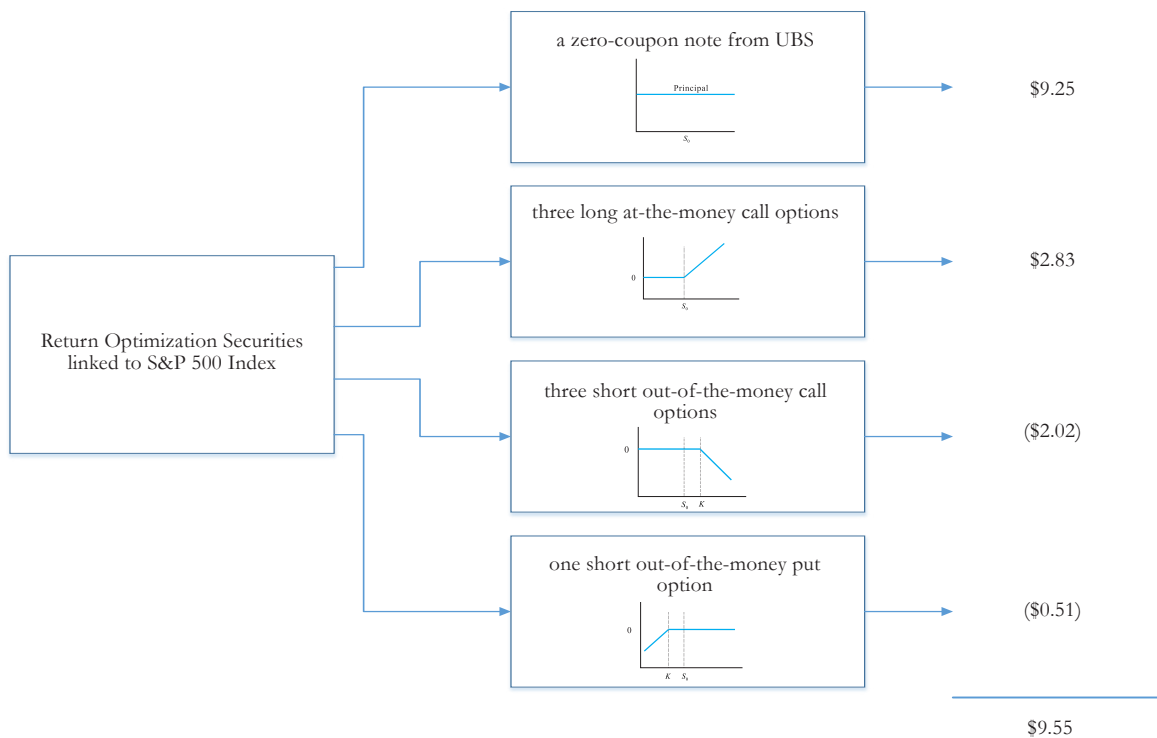 a zero-coupon note from UBS
Principal
S₀
$9.25
three long at-the-money call options
0
S₀
$2.83
Return Optimization Securities
linked to S&P 500 Index
three short out-of-the-money call
options
0
S₀ K
($2.02)
one short out-of-the-money put
option
0
K S₀
($0.51)
$9.55